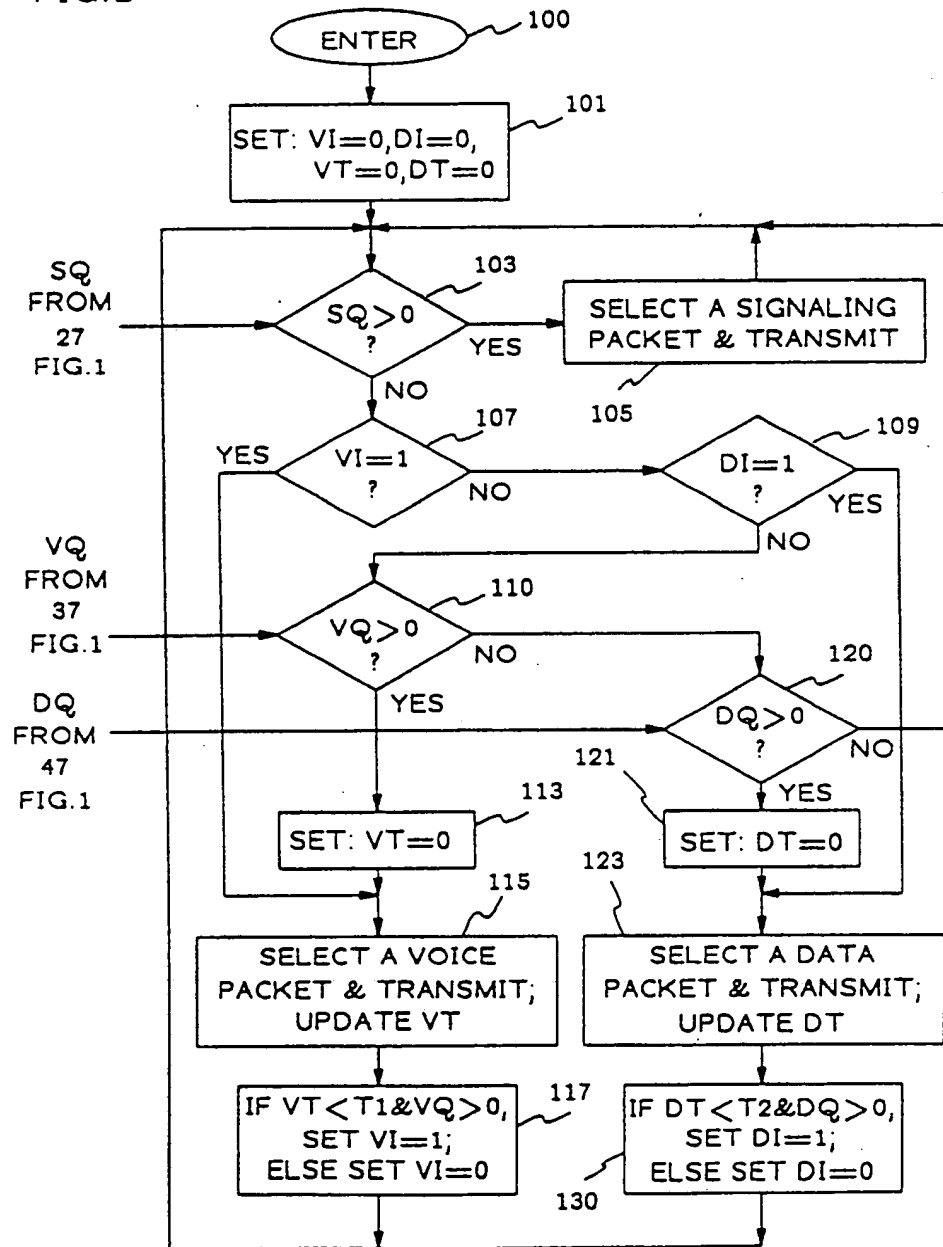 100
ENTER
101
SET: VI=0,DI=0,
VT=0,DT=0
SQ
FROM
27
FIG.1
103
SQ>0
?
YES
NO
SELECT A SIGNALING
PACKET & TRANSMIT
105
107
YES
VI=1
?
NO
109
DI=1
?
YES
NO
VQ
FROM
37
FIG.1
110
VQ>0
?
NO
YES
DQ
FROM
47
FIG.1
120
DQ>0
?
NO
YES
113
SET: VT=0
121
SET: DT=0
115
SELECT A VOICE
PACKET & TRANSMIT;
UPDATE VT
123
SELECT A DATA
PACKET & TRANSMIT;
UPDATE DT
IF VT<T1&VQ>0,
SET VI=1;
ELSE SET VI=0
117
IF DT<T2&DQ>0,
SET DI=1;
ELSE SET DI=0
130